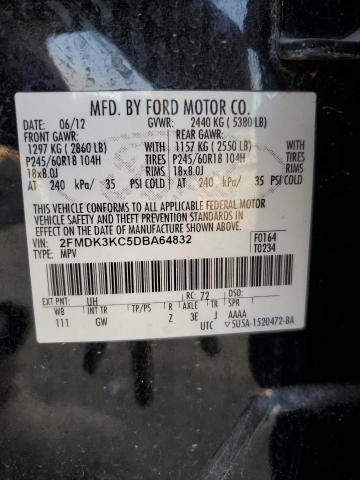 MFD. BY FORD MOTOR CO.
DATE: 06/12 GVWR: 2440 KG ( 5380 LB)
FRONT GAWR: REAR GAWR:
1297 KG ( 2860 LB) 1157 KG ( 2550 LB)
P245/60R18 104H TIRES P245/60R18 104H
18x8.0J RIMS 18x8.0J
AT 240 kPa/ 35 PSI COLD AT 240 kPa/ 35 PSI COLD
THIS VEHICLE CONFORMS TO ALL APPLICABLE FEDERAL MOTOR
VEHICLE SAFETY AND THEFT PREVENTION STANDARDS IN EFFECT ON THE DATE OF
MANUFACTURE SHOWN ABOVE.
VIN: 2FMDK3KC5DBA64832 F0164
TYPE: MPV T0234
EXT PNT: UH RC: 72 DSO:
WB INT TR TP/PS R AXLE TR SPR
111 GW Z 3E J AAAA
UTC 5U5A-1520472-BA